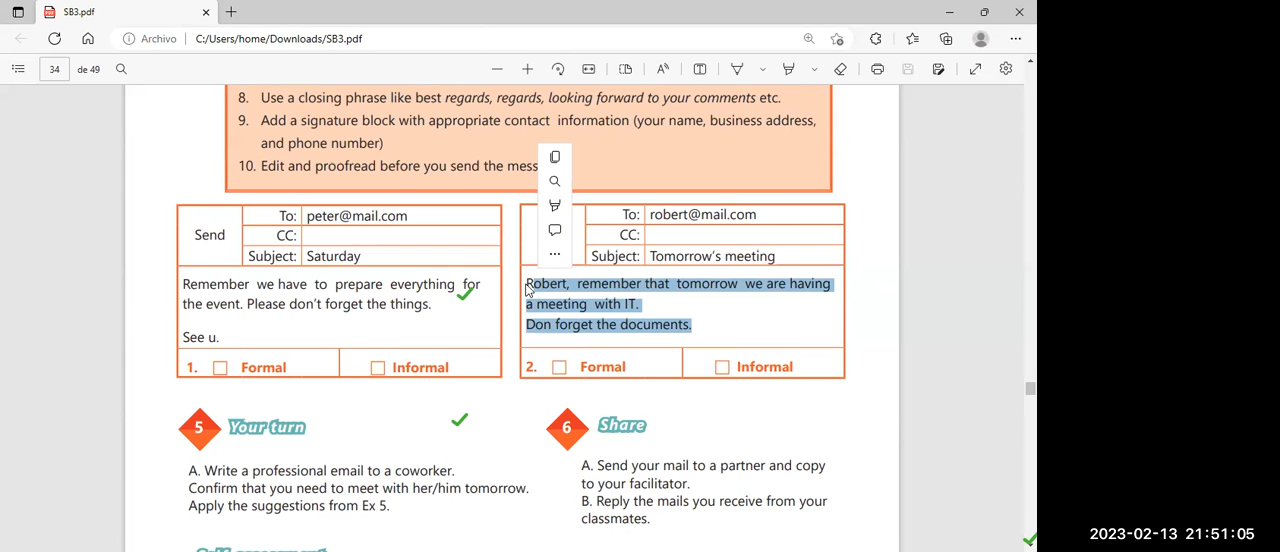 SB3.pdf
Archivo
C:/Users/home/Downloads/SB3.pdf
34
de 49
8. Use a closing phrase like best regards, regards, looking forward to your comments etc.
9. Add a signature block with appropriate contact information (your name, business address,
and phone number)
10. Edit and proofread before you send the mess
Send
To: peter@mail.com
CC:
Subject: Saturday
Remember we have to prepare everything for
the event. Please don't forget the things.
See u.
1. Formal
Informal
To: robert@mail.com
CC:
Subject: Tomorrow's meeting
Robert, remember that tomorrow we are having
a meeting with IT.
Don forget the documents.
2. Formal
Informal
5 Your turn
A. Write a professional email to a coworker.
Confirm that you need to meet with her/him tomorrow.
Apply the suggestions from Ex 5.
6 Share
A. Send your mail to a partner and copy
to your facilitator.
B. Reply the mails you receive from your
classmates.
2023-02-13 21:51:05